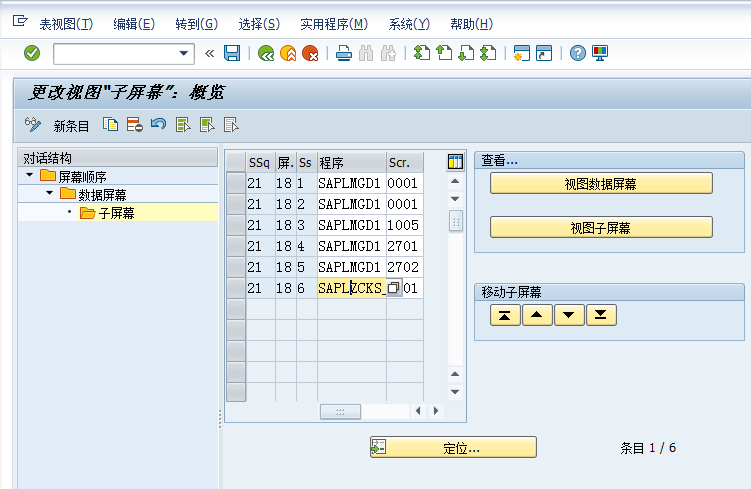 表视图(T) 编辑(E) 转到(G) 选择(S) 实用程序(M) 系统(Y) 帮助(H)
更改视图"子屏幕": 概览
新条目
对话结构
屏幕顺序
数据屏幕
子屏幕
SSq 屏. Ss 程序 Scr.
21 18 1 SAPLMGD1 0001
21 18 2 SAPLMGD1 0001
21 18 3 SAPLMGD1 1005
21 18 4 SAPLMGD1 2701
21 18 5 SAPLMGD1 2702
21 18 6 SAPLZCKS_ 01
查看...
视图数据屏幕
视图子屏幕
移动子屏幕
定位... 条目 1 / 6